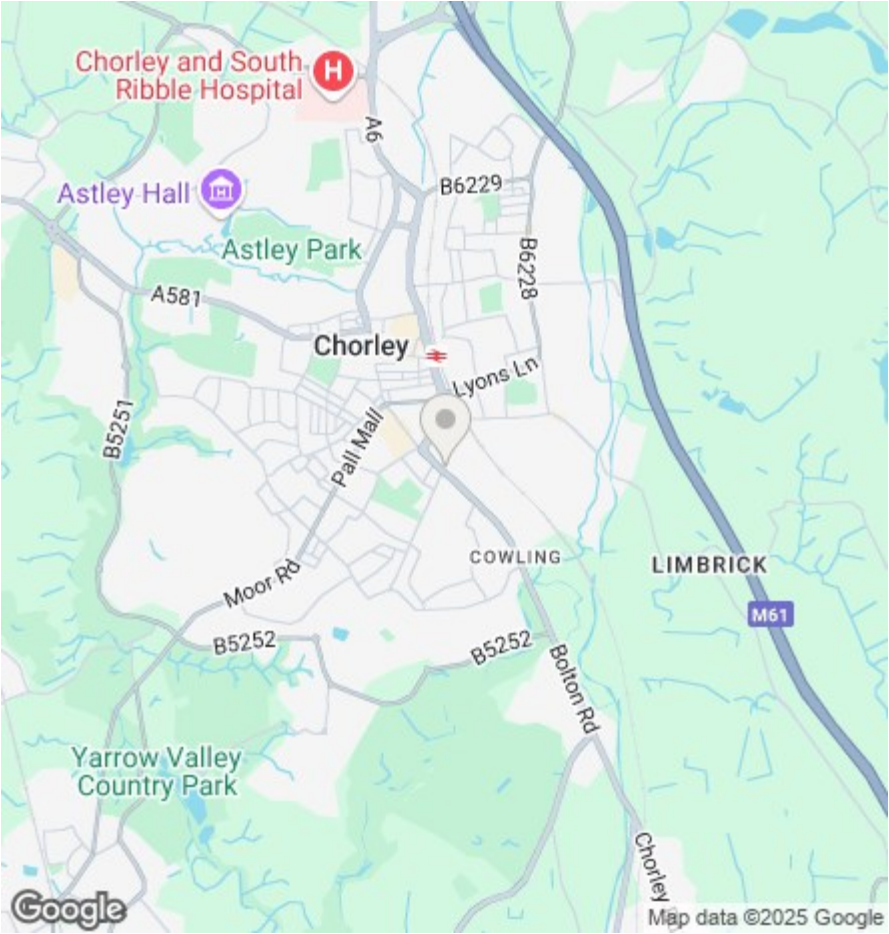 Chorley and South
Ribble Hospital
H
A6
Astley Hall
B6229
Astley Park
B6228
A581
Chorley
Lyons Ln
B5251
Pall Mall
COWLING
LIMBRICK
Moor Rd
M61
B5252
B5252
Bolton Rd
Yarrow Valley
Country Park
Chorley
Google
Map data ©2025 Google